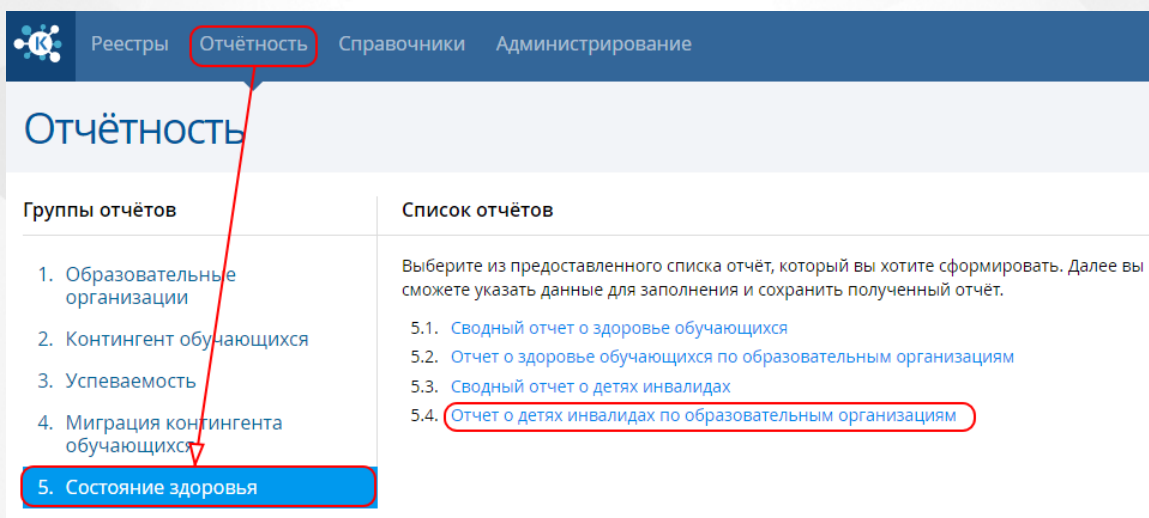 К Реестры Отчётность Справочники Администрирование
Отчётность
Группы отчётов
1. Образовательные
организации
2. Контингент обучающихся
3. Успеваемость
4. Миграция контингента
обучающихся
5. Состояние здоровья
Список отчётов
Выберите из предоставленного списка отчёт, который вы хотите сформировать. Далее вы
сможете указать данные для заполнения и сохранить полученный отчёт.
5.1. Сводный отчет о здоровье обучающихся
5.2. Отчет о здоровье обучающихся по образовательным организациям
5.3. Сводный отчет о детях инвалидах
5.4. Отчет о детях инвалидах по образовательным организациям